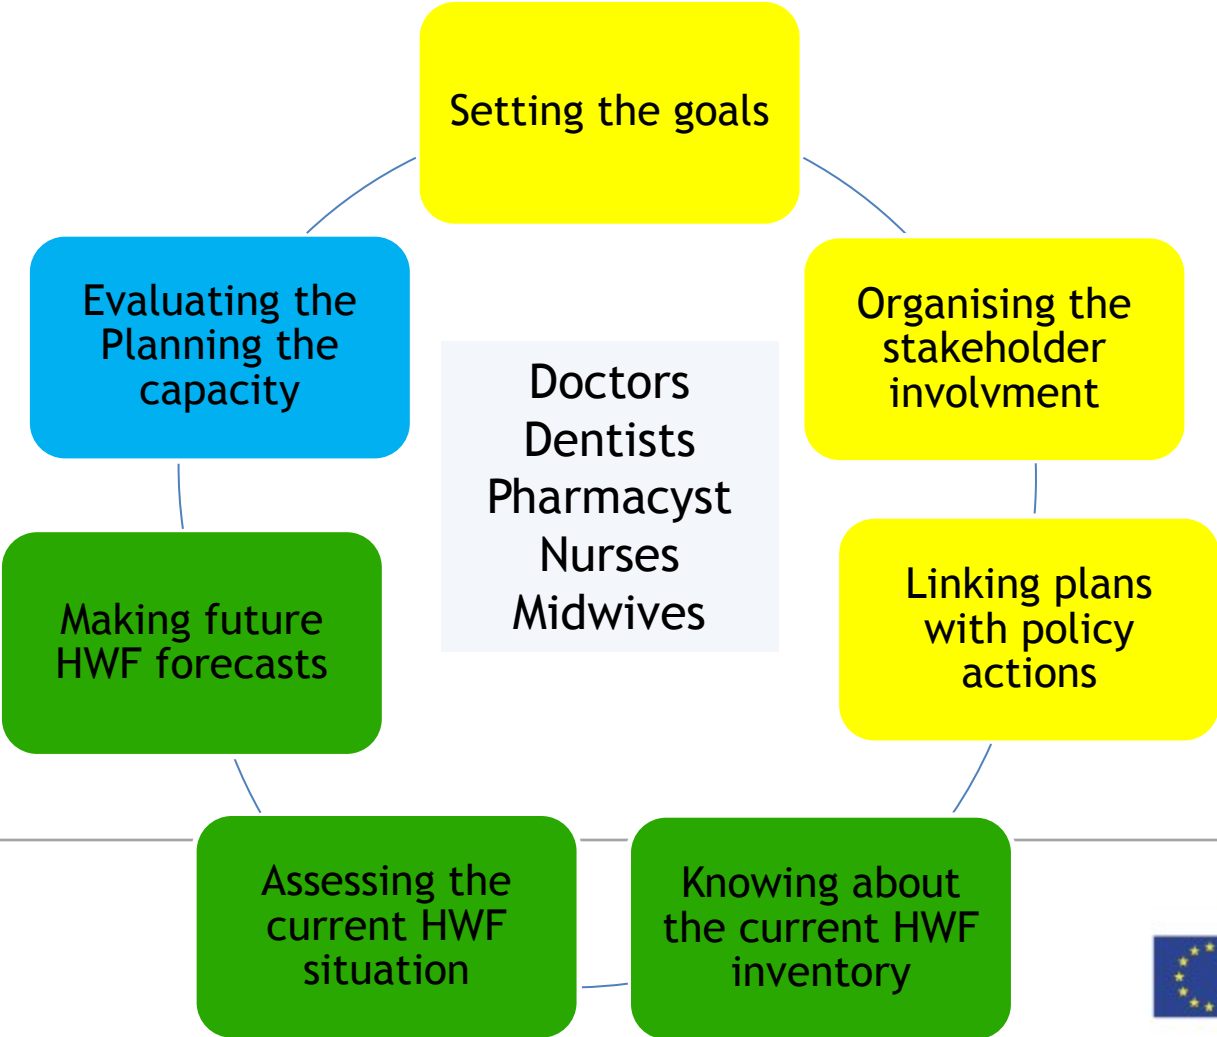 Setting the goals
Evaluating the
Planning the
capacity
Organising the
stakeholder
involvment
Doctors
Dentists
Pharmacyst
Nurses
Midwives
Making future
HWF forecasts
Linking plans
with policy
actions
Assessing the
current HWF
situation
Knowing about
the current HWF
inventory